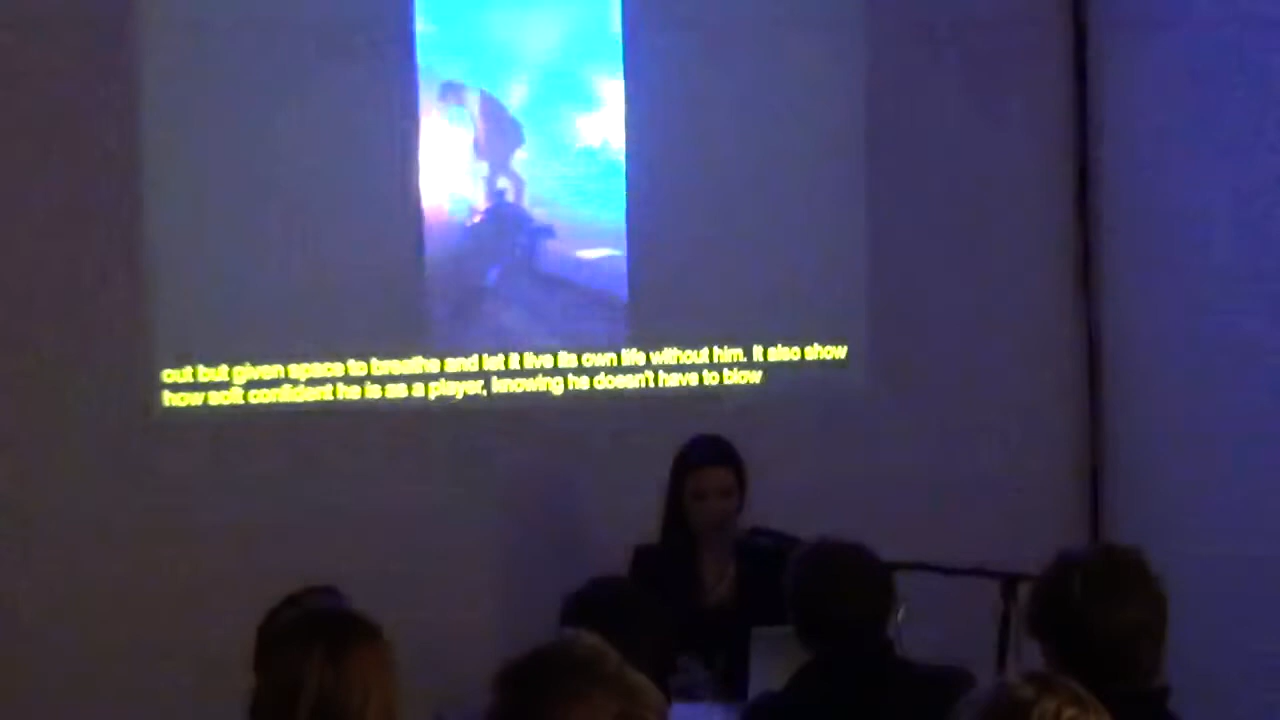 out but given space to breathe and let it live its own life without him. It also show
how soft confident he is as a player, knowing he doesn't have to blow